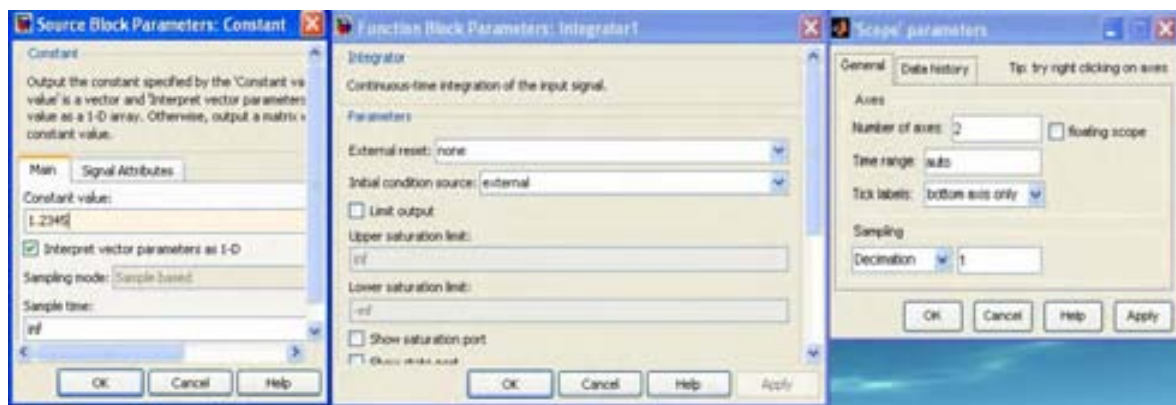 Source Block Parameters: Constant
Constant
Output the constant specified by the 'Constant va
value' is a vector and 'Interpret vector parameters
value as a 1-D array. Otherwise, output a matrix
constant value.
Main Signal Attributes
Constant value:
1.2345
Interpret vector parameters as 1-D
Sampling mode: Sample based
Sample time:
inf
OK Cancel Help
Function Block Parameters: Integrator1
Integrator
Continuous-time integration of the input signal.
Parameters
External reset: none
Initial condition source: external
Limit output
Upper saturation limit:
inf
Lower saturation limit:
-inf
Show saturation port
Show state port
OK Cancel Help Apply
'Scope' parameters
General Data history Tip: try right clicking on axes
Axes
Number of axes: 2 floating scope
Time range: auto
Tick labels: bottom axis only
Sampling
Decimation 1
OK Cancel Help Apply